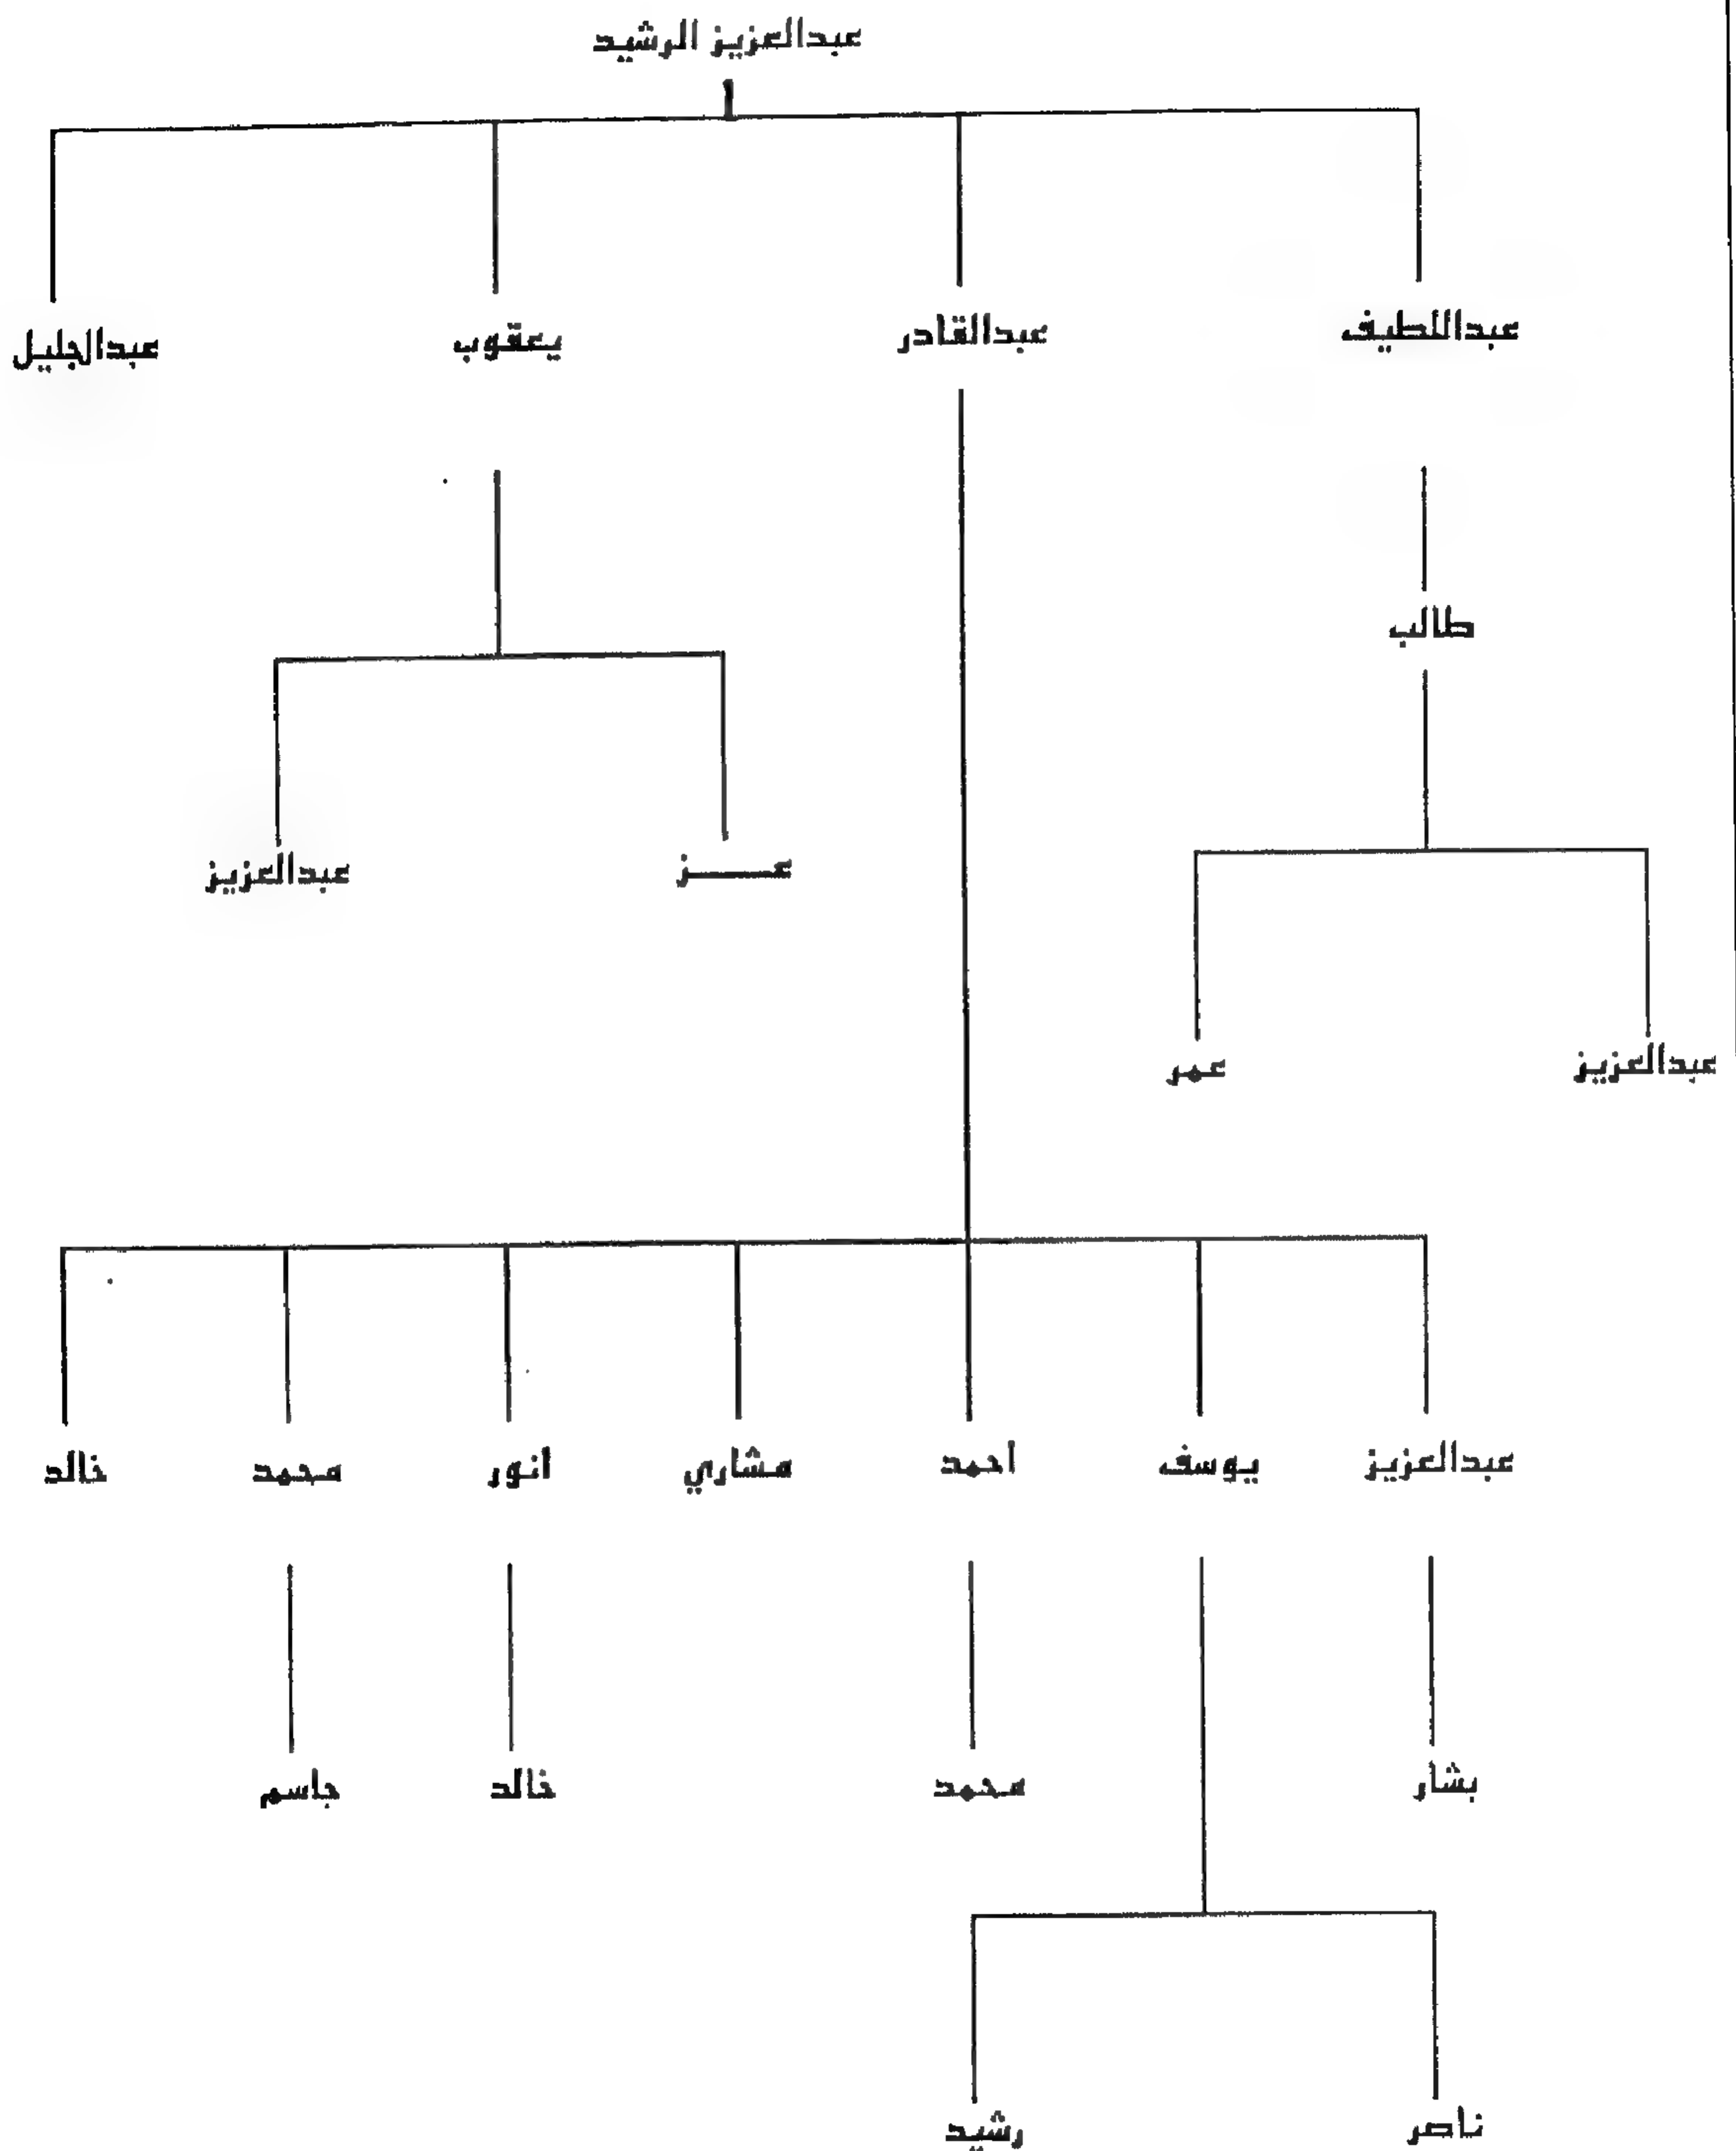 عبدالعزيز الرشيد
عبداللطيف
عبدالقادر
يعقوب
عبدالجليل
طالب
عز
عبدالعزيز
عبدالعزيز
عمر
عبدالعزيز
يوسف
احمد
مشاري
انور
محمد
خالد
بشار
محمد
خالد
جاسم
ناصر
رشيد